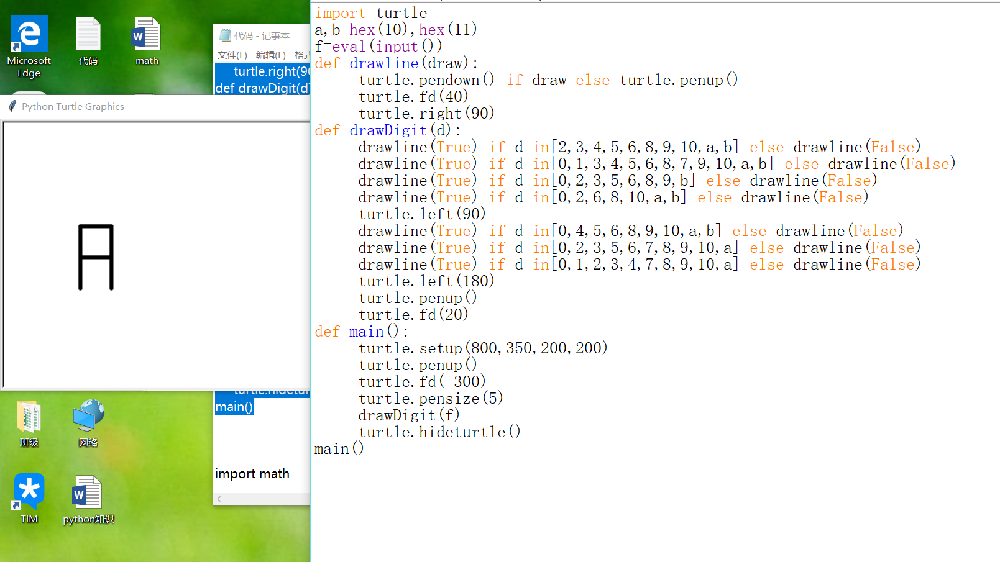 Microsoft
Edge
代码
math
代码 - 记事本
文件(F) 编辑(E) 格式
turtle.right(90
def drawDigit(d)
Python Turtle Graphics
turtle.hidetur
main()
import math
班级
网络
TIM
python知识
import turtle
a,b=hex(10),hex(11)
f=eval(input())
def drawline(draw):
turtle.pendown() if draw else turtle.penup()
turtle.fd(40)
turtle.right(90)
def drawDigit(d):
drawline(True) if d in[2,3,4,5,6,8,9,10,a,b] else drawline(False)
drawline(True) if d in[0,1,3,4,5,6,8,7,9,10,a,b] else drawline(False)
drawline(True) if d in[0,2,3,5,6,8,9,b] else drawline(False)
drawline(True) if d in[0,2,6,8,10,a,b] else drawline(False)
turtle.left(90)
drawline(True) if d in[0,4,5,6,8,9,10,a,b] else drawline(False)
drawline(True) if d in[0,2,3,5,6,7,8,9,10,a] else drawline(False)
drawline(True) if d in[0,1,2,3,4,7,8,9,10,a] else drawline(False)
turtle.left(180)
turtle.penup()
turtle.fd(20)
def main():
turtle.setup(800,350,200,200)
turtle.penup()
turtle.fd(-300)
turtle.pensize(5)
drawDigit(f)
turtle.hideturtle()
main()